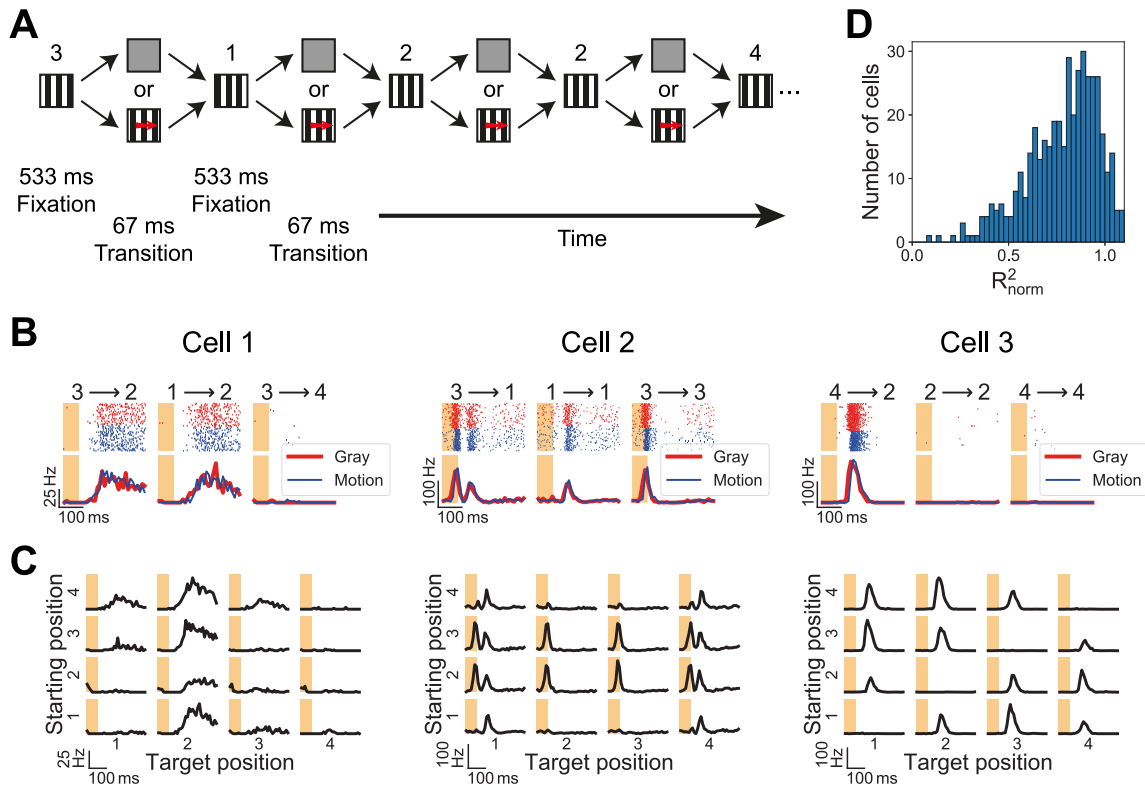 A
3 1 2 2 4
or or or or ...
533 ms Fixation
67 ms Transition
533 ms Fixation
67 ms Transition
Time
D
Number of cells
30
20
10
0
0.0 0.5 1.0
R²norm
B
Cell 1
3 → 2 1 → 2 3 → 4
Gray
Motion
25 Hz
100 ms
Cell 2
3 → 1 1 → 2 3 → 3
Gray
Motion
100 Hz
100 ms
Cell 3
4 → 2 2 → 2 4 → 4
Gray
Motion
100 Hz
100 ms
C
Starting position
4
3
2
1
1 2 3 4
25 Hz
100 ms
Target position
Starting position
4
3
2
1
1 2 3 4
100 Hz
100 ms
Target position
Starting position
4
3
2
1
1 2 3 4
100 Hz
100 ms
Target position